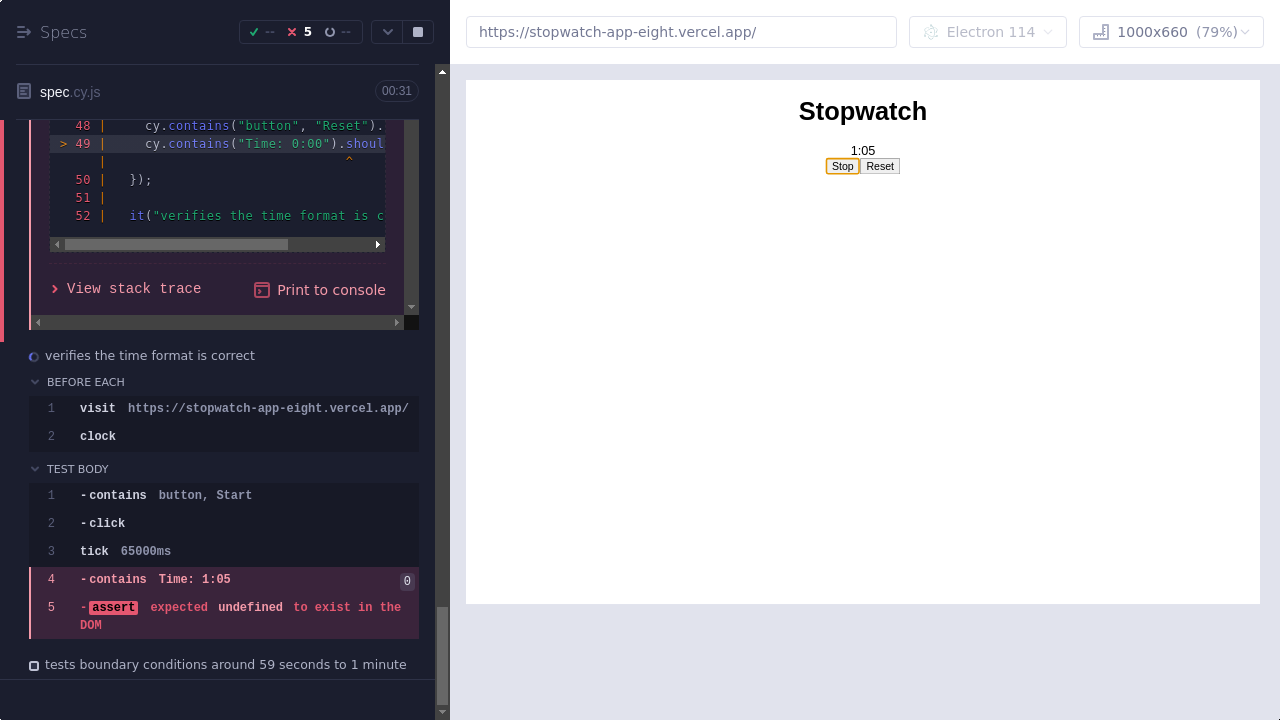 Specs
-- 5 --
spec.cy.js
00:31
48 | cy.contains("button", "Reset").
> 49 | cy.contains("Time: 0:00").shoul
| ^
50 | });
51 |
52 | it("verifies the time format is c
View stack trace
Print to console
verifies the time format is correct
BEFORE EACH
1 visit https://stopwatch-app-eight.vercel.app/
2 clock
TEST BODY
1 -contains button, Start
2 -click
3 tick 65000ms
4 -contains Time: 1:05 0
5 -assert expected undefined to exist in the
DOM
tests boundary conditions around 59 seconds to 1 minute
https://stopwatch-app-eight.vercel.app/
Electron 114
1000x660 (79%)
Stopwatch
1:05
Stop Reset